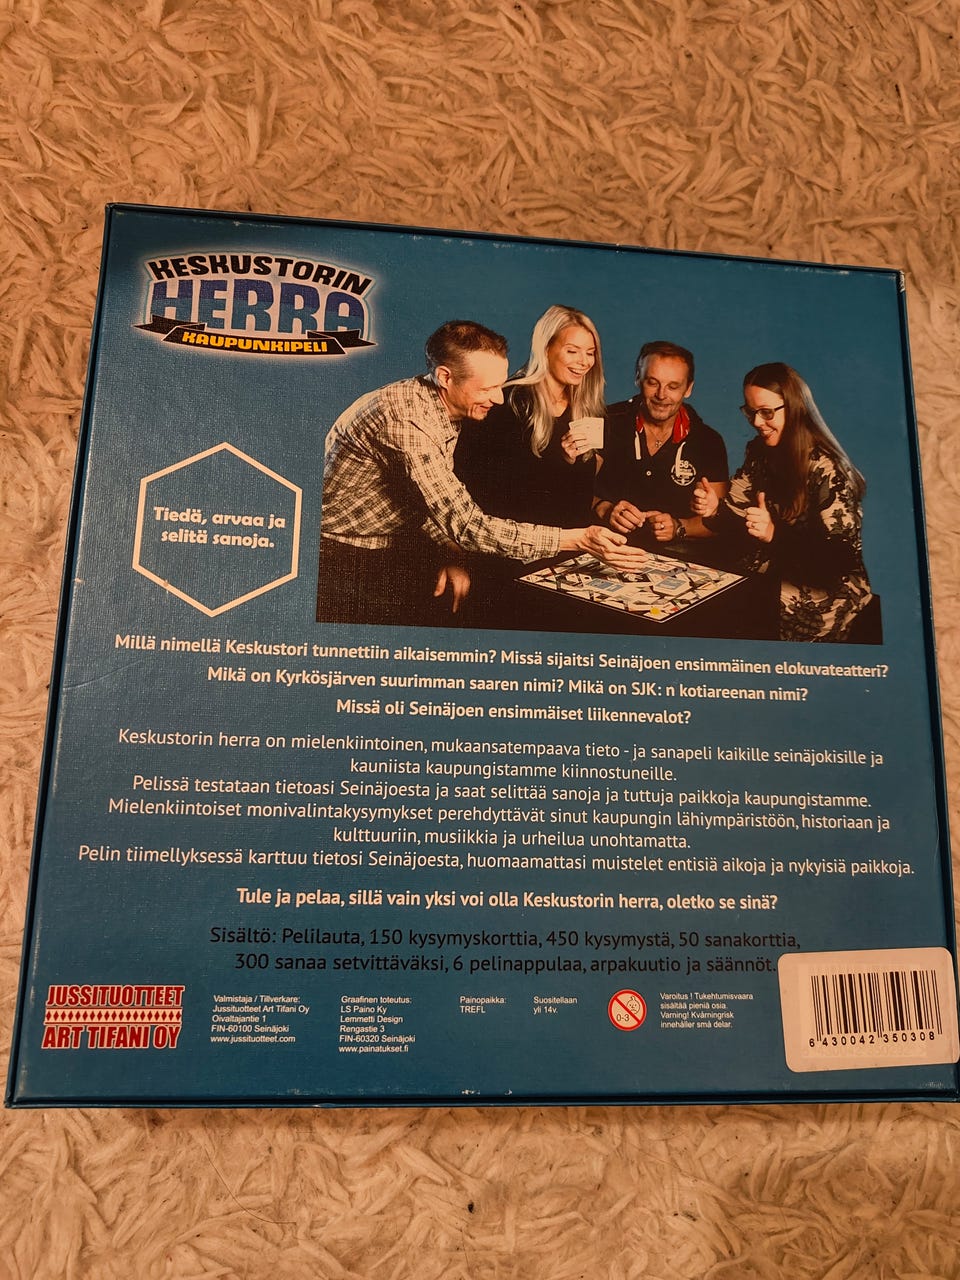 KESKUSTORIN
HERRA
KAUPUNKIPELI
Tiedä, arvaa ja
selitä sanoja.
Millä nimellä Keskustori tunnettiin aikaisemmin? Missä sijaitsi Seinäjoen ensimmäinen elokuvateatteri?
Mikä on Kyrkösjärven suurimman saaren nimi? Mikä on SJK: n kotiareenan nimi?
Missä oli Seinäjoen ensimmäiset liikennevalot?
Keskustorin herra on mielenkiintoinen, mukaansatempaava tieto - ja sanapeli kaikille seinäjokisille ja
kauniista kaupungistamme kiinnostuneille.
Pelissä testataan tietoasi Seinäjoesta ja saat selittää sanoja ja tuttuja paikkoja kaupungistamme.
Mielenkiintoiset monivalintakysymykset perehdyttävät sinut kaupungin lähiympäristöön, historiaan ja
kulttuuriin, musiikkia ja urheilua unohtamatta.
Pelin tiimellyksessä karttuu tietosi Seinäjoesta, huomaamattasi muistelet entisiä aikoja ja nykyisiä paikkoja.
Tule ja pelaa, sillä vain yksi voi olla Keskustorin herra, oletko se sinä?
Sisältö: Pelilauta, 150 kysymyskorttia, 450 kysymystä, 50 sanakorttia,
300 sanaa setvittäväksi, 6 pelinappulaa, arpakuutio ja säännöt.
JUSSITUOTTEET
ART TIFANI OY
Valmistaja / Tillverkare:
Jussituotteet Art Tifani Oy
Oivaltajantie 1
FIN-60100 Seinäjoki
www.jussituotteet.com
Graafinen toteutus:
LS Paino Ky
Lemmetti Design
Rengastie 3
FIN-60320 Seinäjoki
www.painatukset.fi
Painopaikka:
TREFL
Suositellaan
yli 14v.
0-3
Varoitus ! Tukehtumisvaara
sisältää pieniä osia.
Varning! Kvävningrisk
innehåller små delar.
6 430042 350308